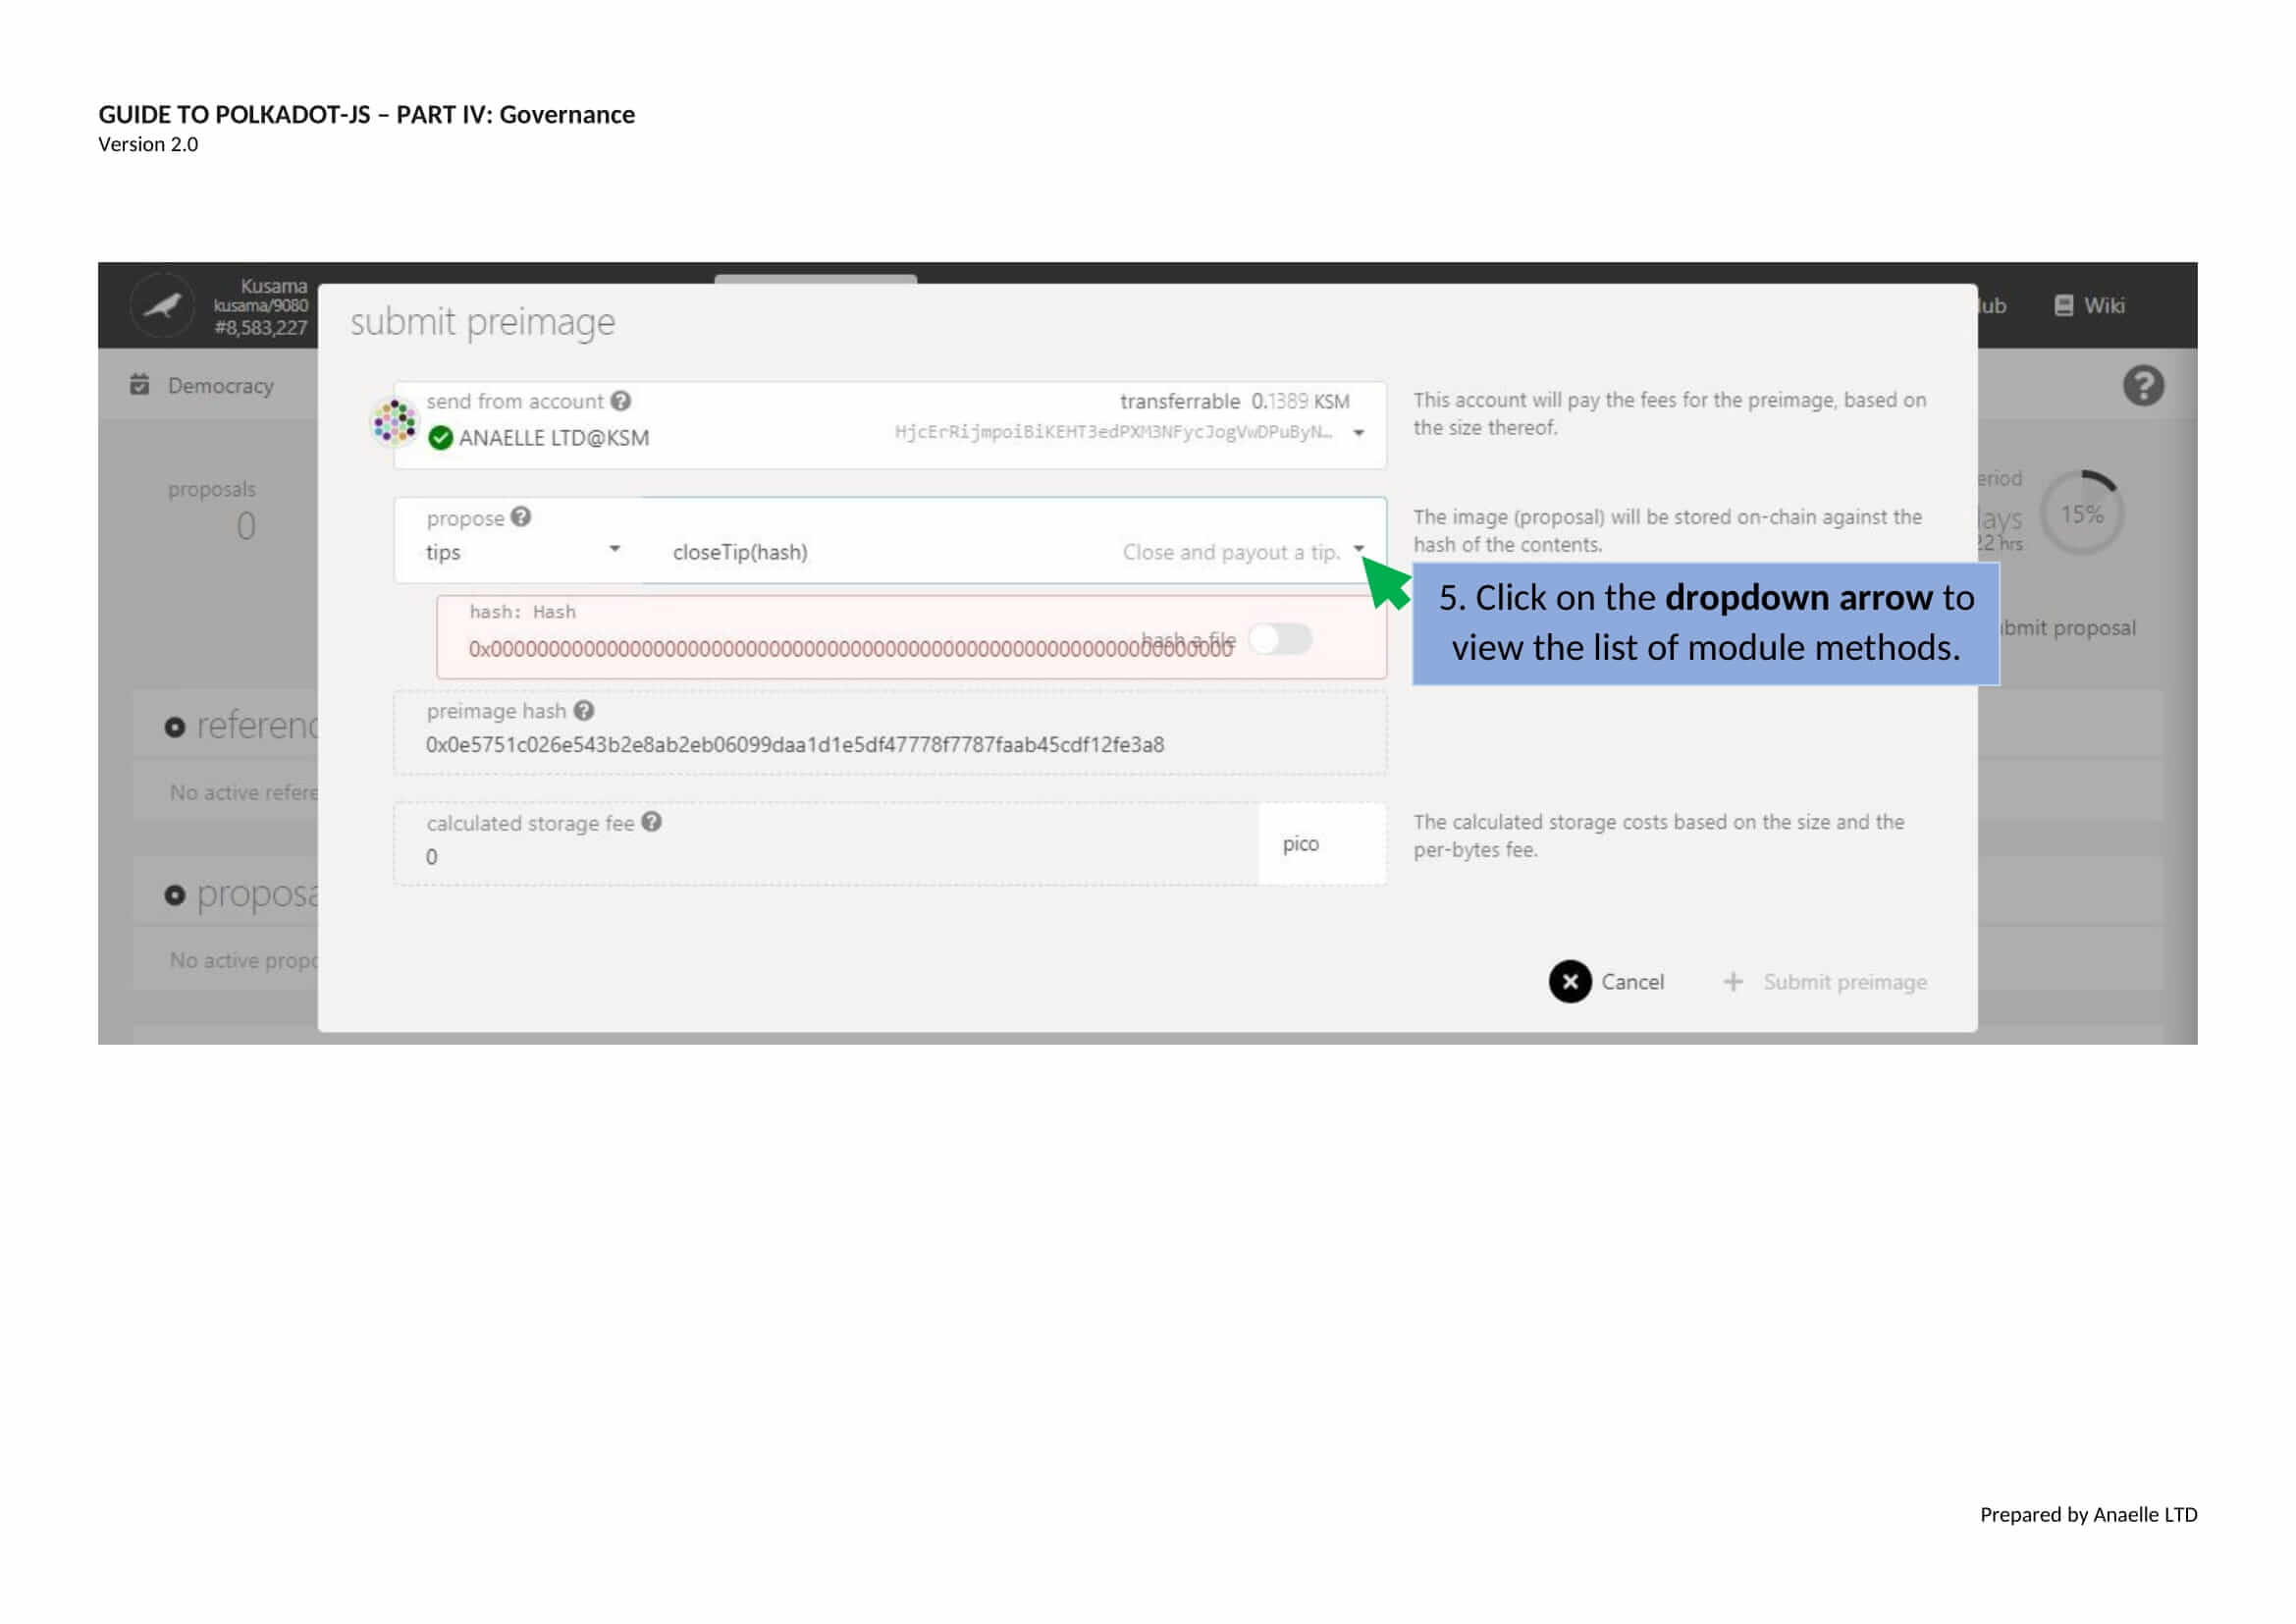 GUIDE TO POLKADOT-JS – PART IV: Governance
Version 2.0
Kusama
kusama/9080
#8,583,227
Wiki
submit preimage
Democracy
send from account
transferrable 0.1389 KSM
ANAELLE LTD@KSM
HjcErRijmpoiBiKEHT3edPXM3NFycJogVwDPuByN…
This account will pay the fees for the preimage, based on
the size thereof.
proposals
0
propose
tips
closeTip(hash)
Close and payout a tip.
The image (proposal) will be stored on-chain against the
hash of the contents.
15%
22 hrs
5. Click on the dropdown arrow to
view the list of module methods.
hash: Hash
hash a file
bmit proposal
preimage hash
0x0e5751c026e543b2e8ab2eb06099daa1d1e5df47778f7787faab45cdf12fe3a8
referenc
No active refere
calculated storage fee
0
pico
The calculated storage costs based on the size and the
per-bytes fee.
proposa
No active propo
Cancel
Submit preimage
Prepared by Anaelle LTD